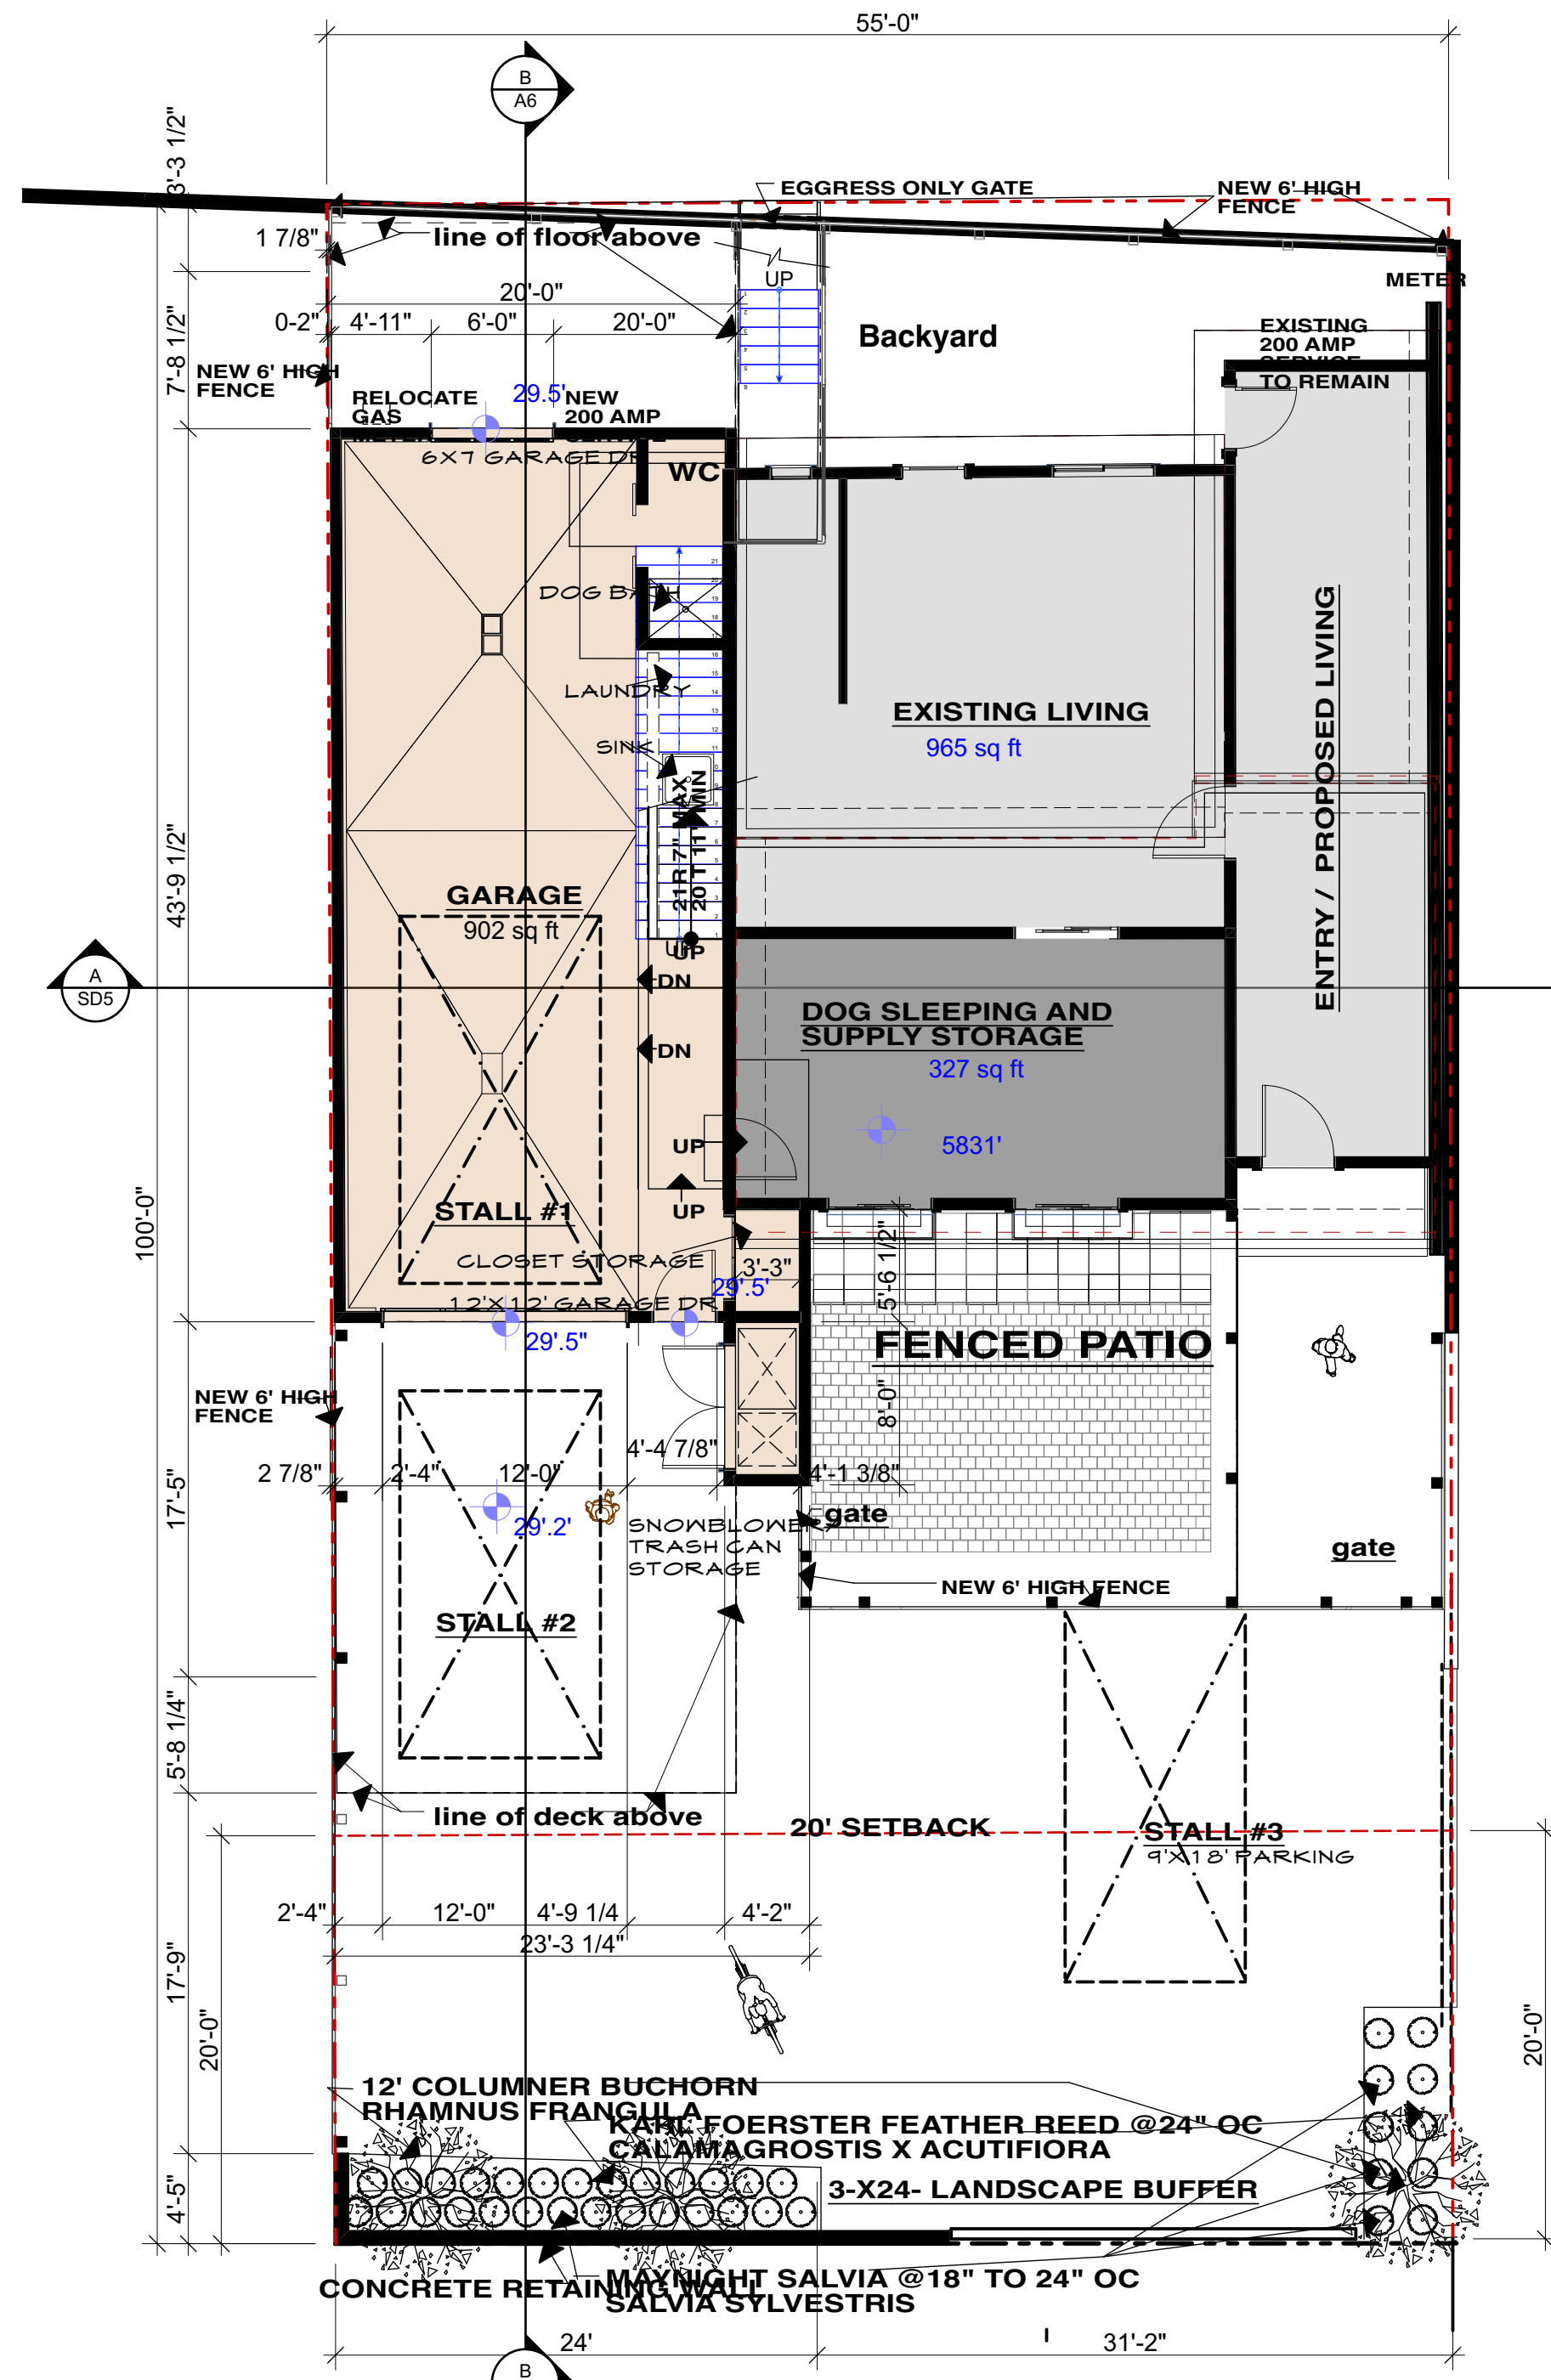 55'-0"
B
A6
3'-3 1/2"
EGGRESS ONLY GATE
NEW 6' HIGH
FENCE
1 7/8"
line of floor above
UP
METER
20'-0"
0-2"
4'-11"
6'-0"
20'-0"
Backyard
EXISTING
200 AMP
SERVICE
TO REMAIN
7'-8 1/2"
NEW 6' HIGH
FENCE
RELOCATE
GAS
29.5'
NEW
200 AMP
6X7 GARAGE DR
WC
DOG BATH
LAUNDRY
SINK
EXISTING LIVING
965 sq ft
ENTRY / PROPOSED LIVING
21R 7" MAX
20 T 11" MIN
43'-9 1/2"
GARAGE
902 sq ft
UP
UP
DN
A
SD5
DOG SLEEPING AND
SUPPLY STORAGE
327 sq ft
DN
UP
5831'
100'-0"
STALL #1
UP
CLOSET STORAGE
3'-3"
29'.5'
5'-6 1/2"
12'X12' GARAGE DR
29'.5"
FENCED PATIO
NEW 6' HIGH
FENCE
8'-0"
4'-4 7/8"
2 7/8"
2'-4"
12'-0"
4'-1 3/8"
17'-5"
29'.2'
gate
SNOWBLOWER/
TRASH CAN
STORAGE
gate
NEW 6' HIGH FENCE
STALL #2
5'-8 1/4"
line of deck above
20' SETBACK
STALL #3
9'X18' PARKING
2'-4"
12'-0"
4'-9 1/4
4'-2"
23'-3 1/4"
17'-9"
20'-0"
20'-0"
12' COLUMNER BUCHORN
RHAMNUS FRANGULA
KARL FOERSTER FEATHER REED @24" OC
CALAMAGROSTIS X ACUTIFIORA
3-X24- LANDSCAPE BUFFER
4'-5"
CONCRETE RETAINING WALL
MAYNIGHT SALVIA @18" TO 24" OC
SALVIA SYLVESTRIS
24'
31'-2"
B